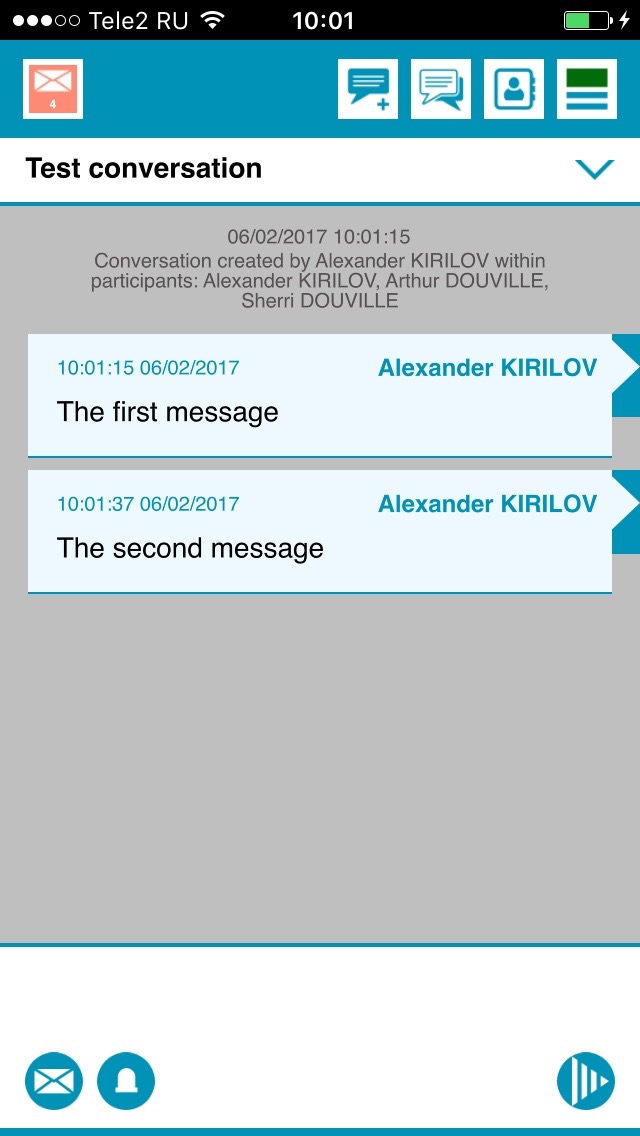 Tele2 RU 10:01
4
Test conversation
06/02/2017 10:01:15
Conversation created by Alexander KIRILOV within
participants: Alexander KIRILOV, Arthur DOUVILLE,
Sherri DOUVILLE
10:01:15 06/02/2017 Alexander KIRILOV
The first message
10:01:37 06/02/2017 Alexander KIRILOV
The second message